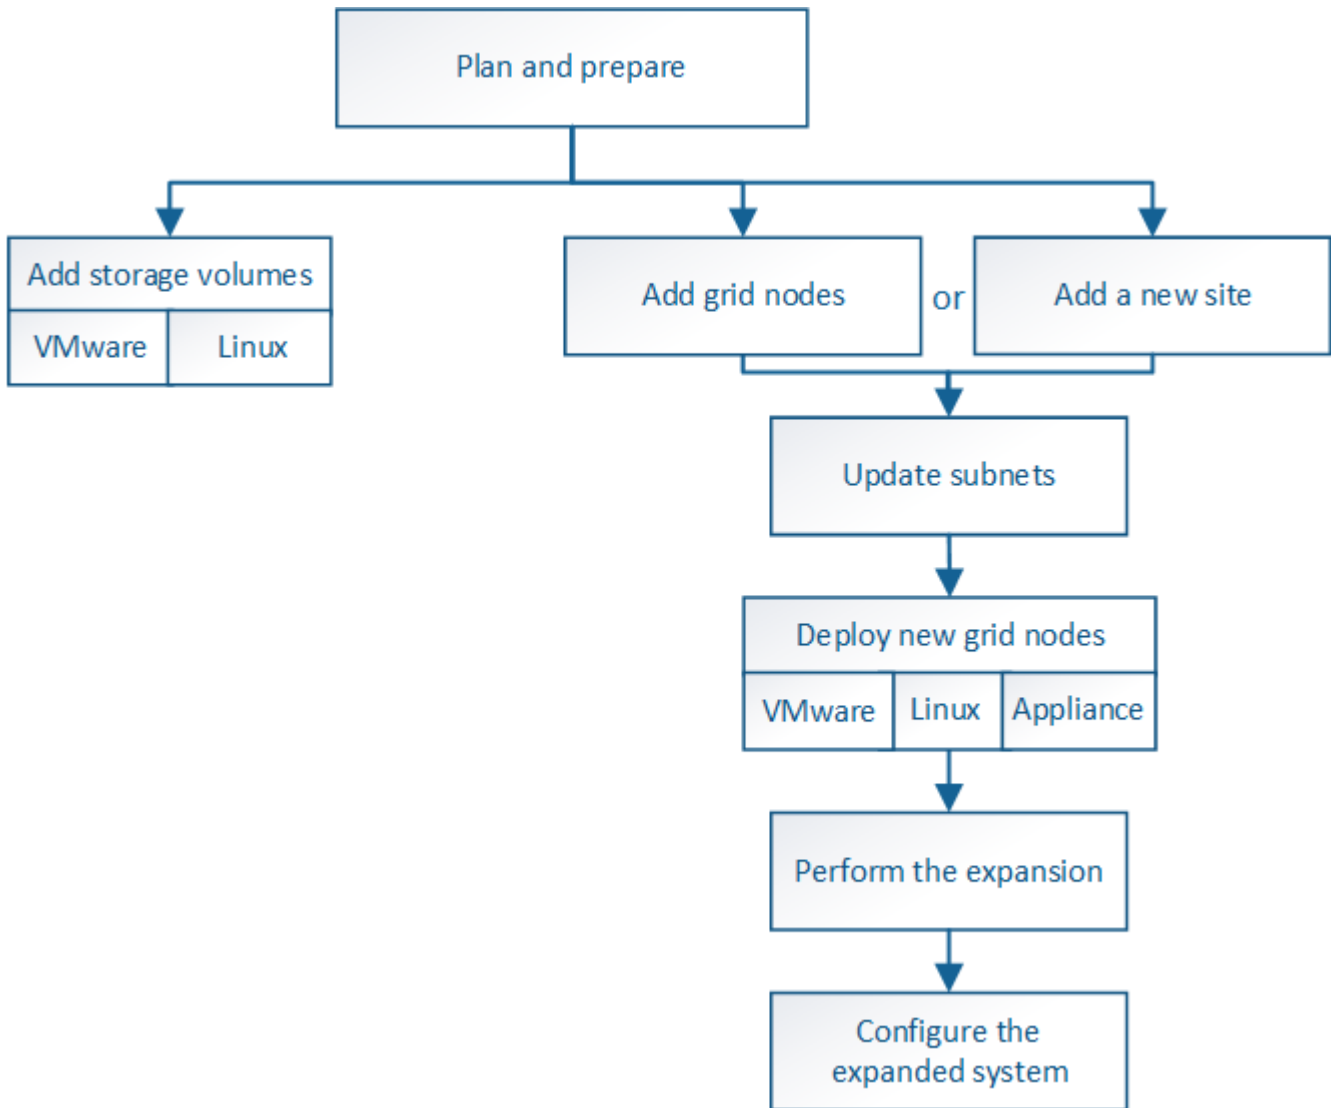 Plan and prepare
Add storage volumes
VMware
Linux
Add grid nodes
or
Add a new site
Update subnets
Deploy new grid nodes
VMware
Linux
Appliance
Perform the expansion
Configure the
expanded system